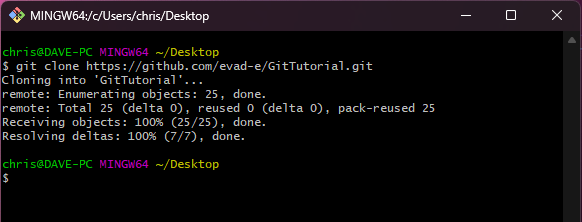 MINGW64:/c/Users/chris/Desktop
chris@DAVE-PC MINGW64 ~/Desktop
$ git clone https://github.com/evad-e/GitTutorial.git
Cloning into 'GitTutorial'...
remote: Enumerating objects: 25, done.
remote: Total 25 (delta 0), reused 0 (delta 0), pack-reused 25
Receiving objects: 100% (25/25), done.
Resolving deltas: 100% (7/7), done.
chris@DAVE-PC MINGW64 ~/Desktop
$